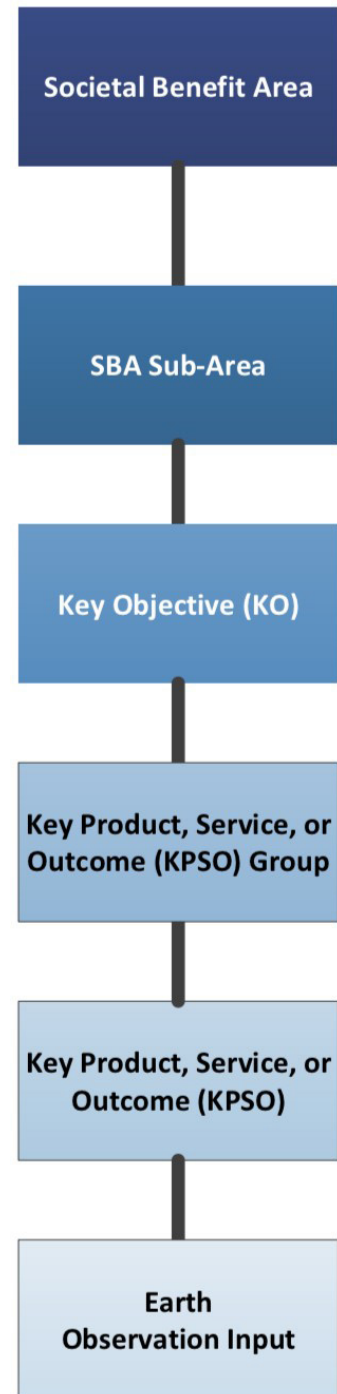 Societal Benefit Area
SBA Sub-Area
Key Objective (KO)
Key Product, Service, or
Outcome (KPSO) Group
Key Product, Service, or
Outcome (KPSO)
Earth
Observation Input